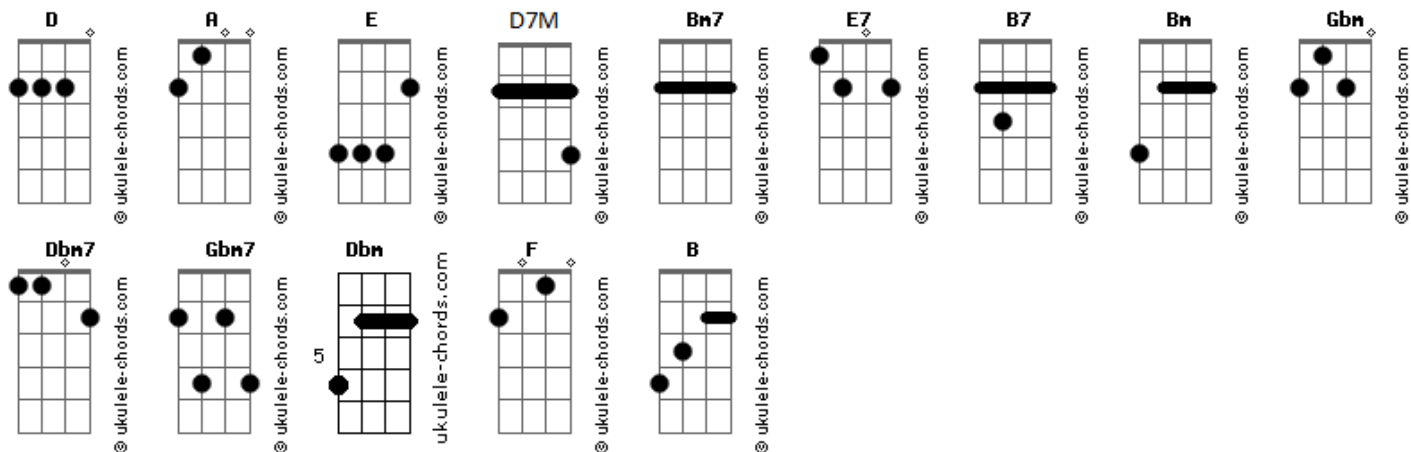 D A E D7M Bm7 E7 B7 Bm Gbm
© ukulele-chords.com © ukulele-chords.com © ukulele-chords.com © ukulele-chords.com © ukulele-chords.com © ukulele-chords.com © ukulele-chords.com © ukulele-chords.com © ukulele-chords.com
Dbm7 Gbm7 Dbm F B
5
© ukulele-chords.com © ukulele-chords.com ukulele-chords.com © ukulele-chords.com © ukulele-chords.com